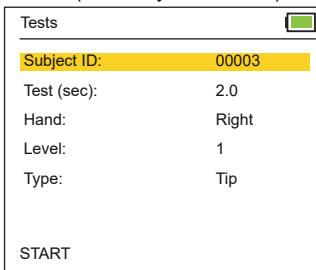 Tests
Subject ID: 00003
Test (sec): 2.0
Hand: Right
Level: 1
Type: Tip
START